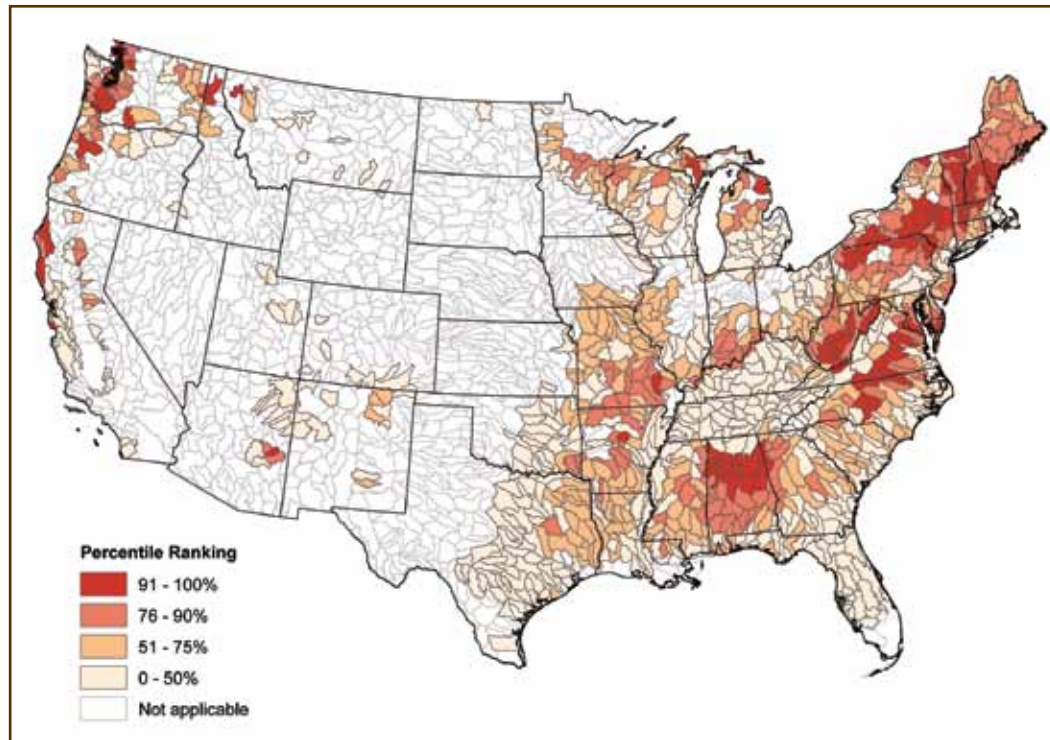 Percentile Ranking
91 - 100%
76 - 90%
51 - 75%
0 - 50%
Not applicable